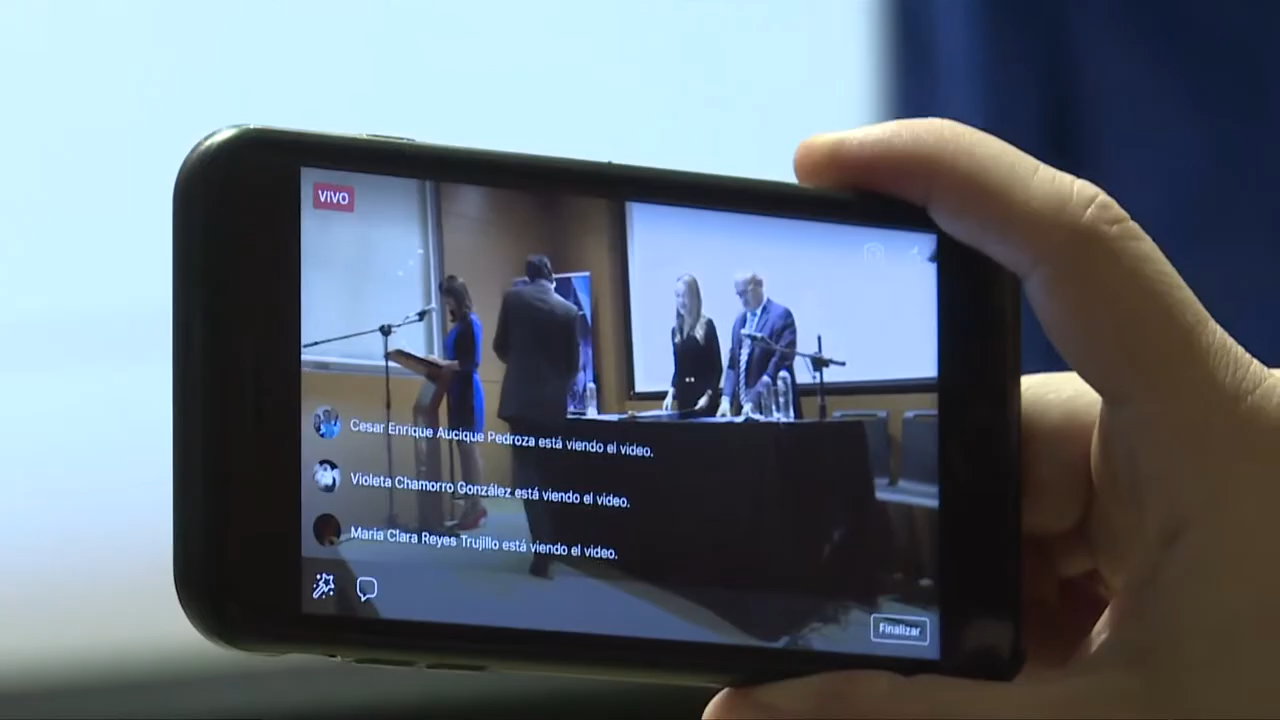 VIVO
Cesar Enrique Aucique Pedroza está viendo el video.
Violeta Chamorro González está viendo el video.
Maria Clara Reyes Trujillo está viendo el video.
Finalizar